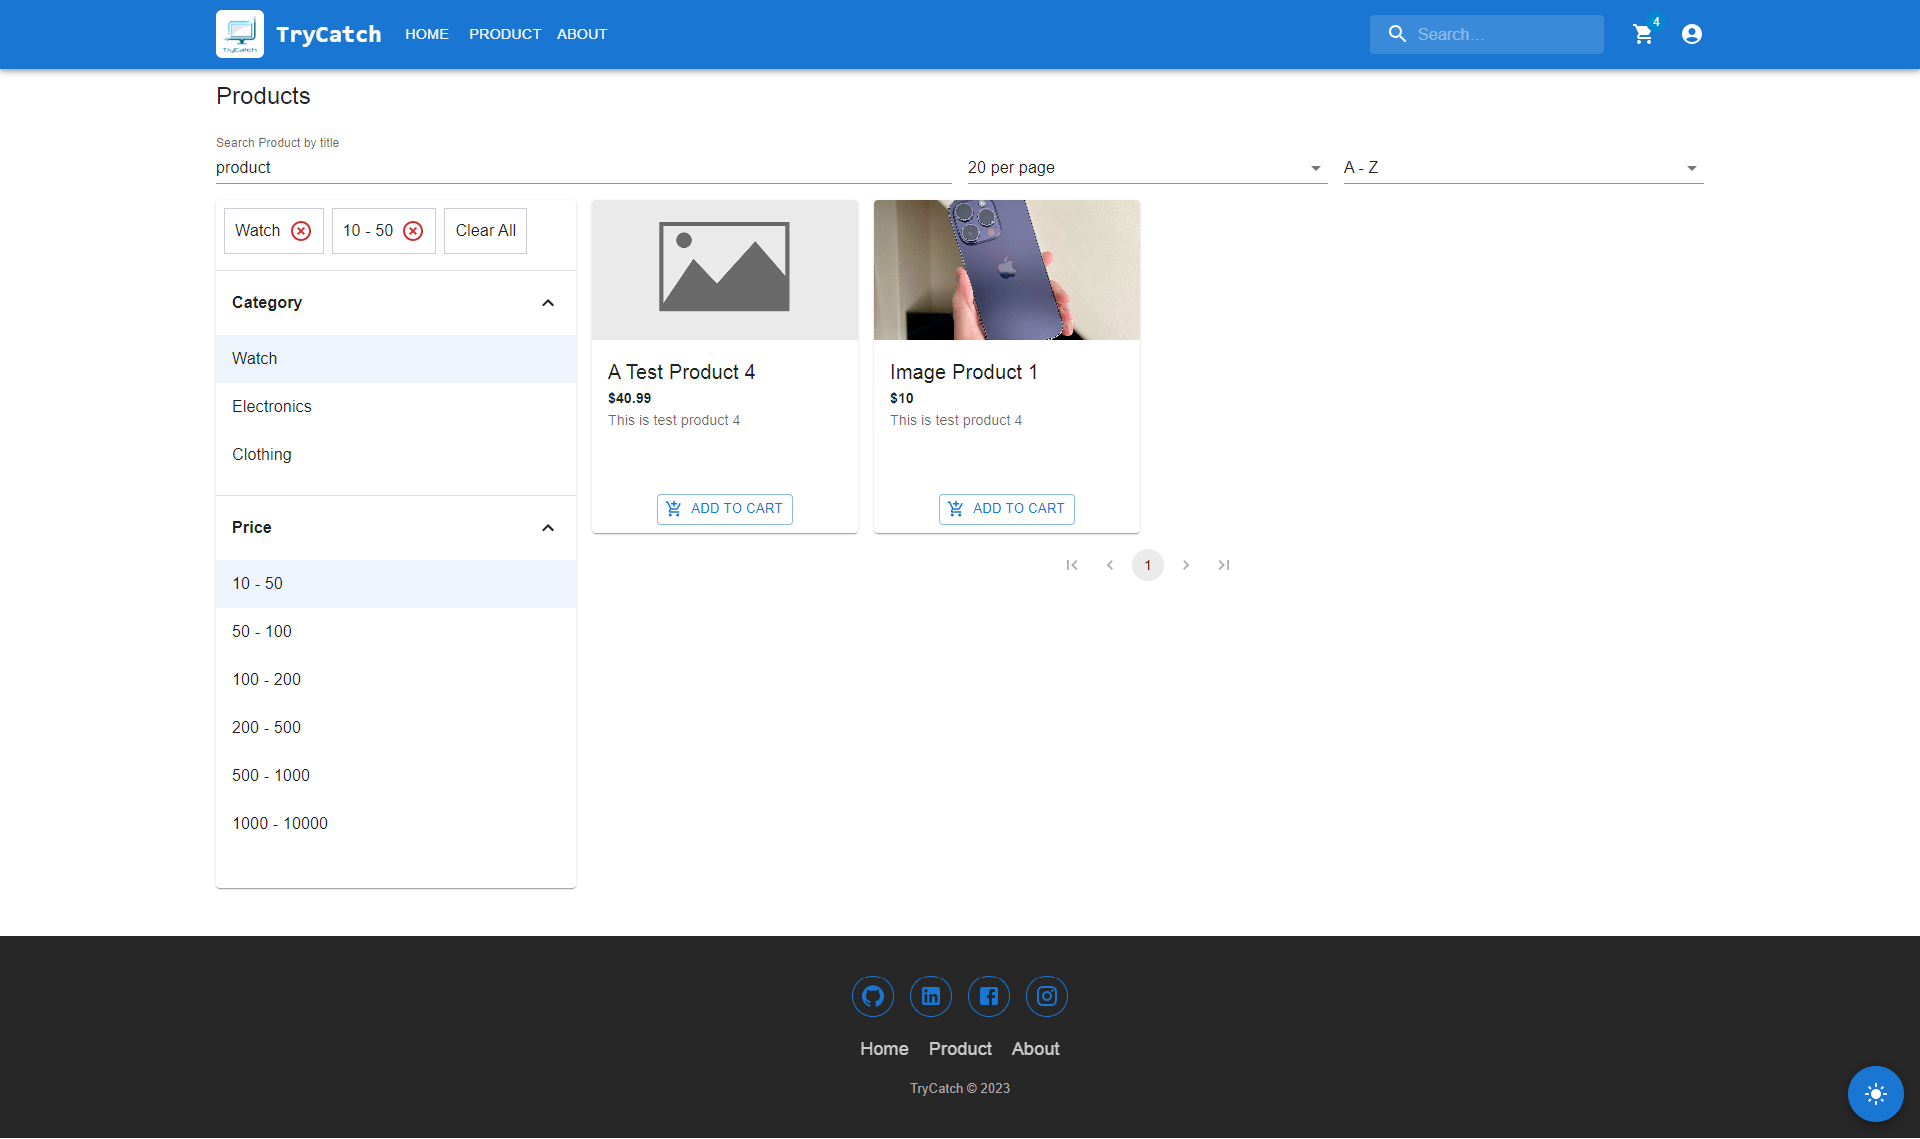 TryCatch
TryCatch
HOME
PRODUCT
ABOUT
Search...
4
Products
Search Product by title
product
20 per page
A - Z
Watch
10 - 50
Clear All
Category
Watch
Electronics
Clothing
Price
10 - 50
50 - 100
100 - 200
200 - 500
500 - 1000
1000 - 10000
A Test Product 4
$40.99
This is test product 4
ADD TO CART
Image Product 1
$10
This is test product 4
ADD TO CART
1
Home
Product
About
TryCatch © 2023